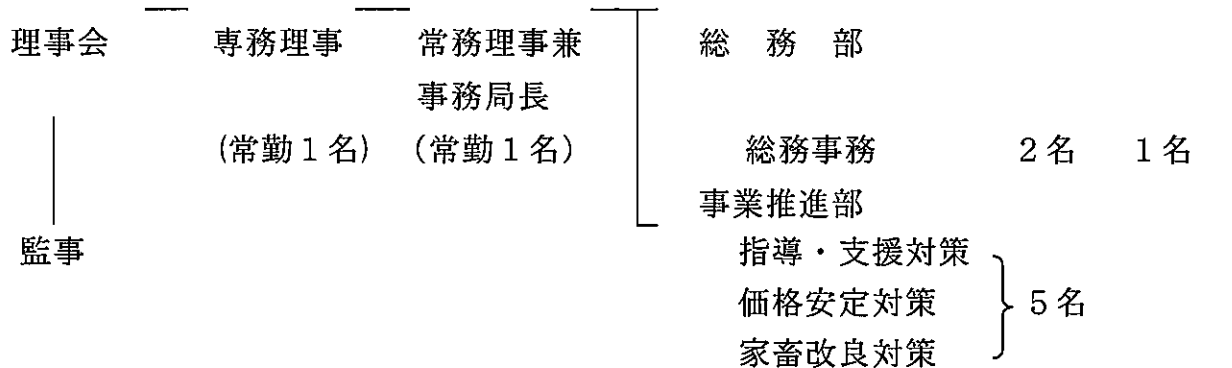 理事会　専務理事　常務理事兼　総　務　部
事務局長
(常勤１名)　（常勤１名）　総務事務　２名　１名
事業推進部
監事　指導・支援対策
価格安定対策　５名
家畜改良対策